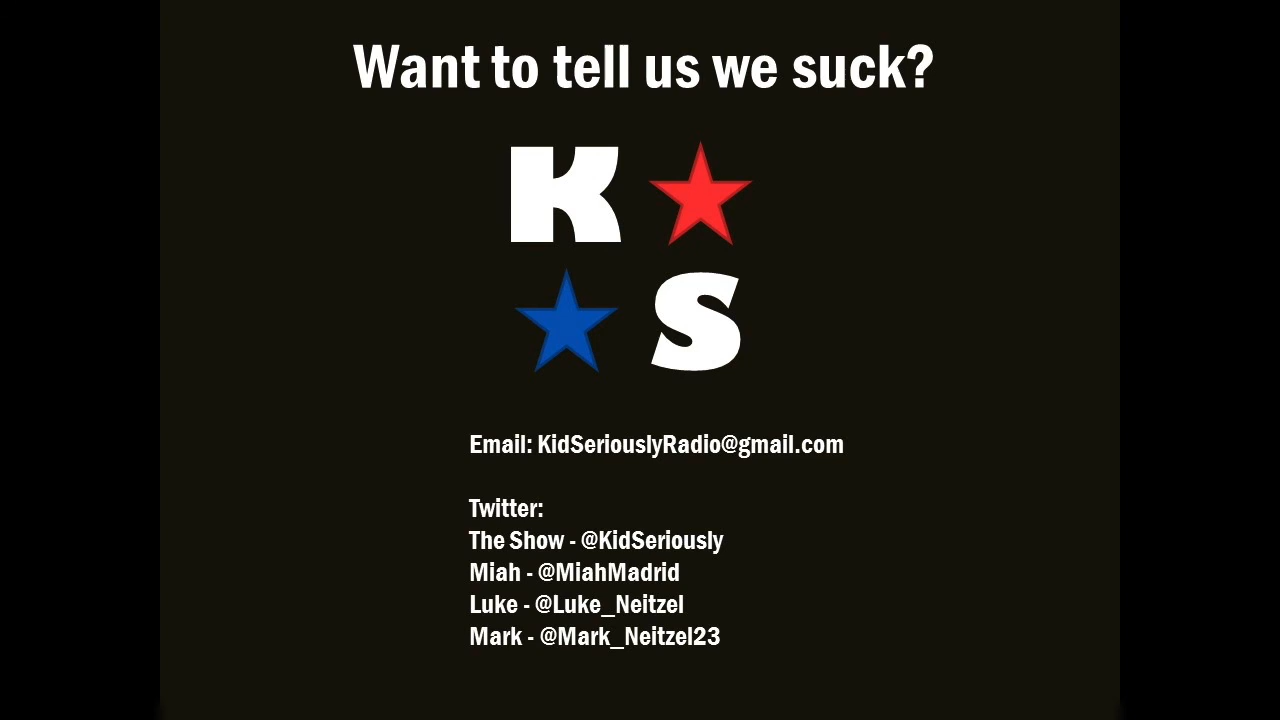 Want to tell us we suck?
K
S
Email: KidSeriouslyRadio@gmail.com
Twitter:
The Show - @KidSeriously
Miah - @MiahMadrid
Luke - @Luke_Neitzel
Mark - @Mark_Neitzel23